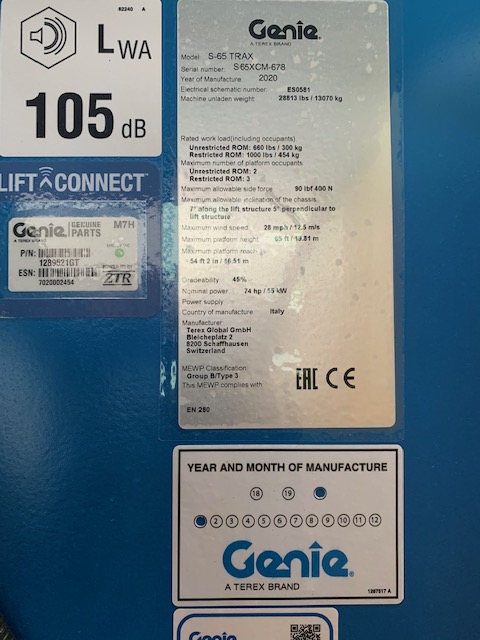 62240 A
LWA
105 dB
LIFT CONNECT™
Genie
A TEREX BRAND
GENUINE
PARTS
M7H
P/N:
1289521GT
ESN:
7020002454
ZTR
Genie
A TEREX BRAND
Model: S-65 TRAX
Serial number: S65XCM-678
Year of Manufacture: 2020
Electrical schematic number: ES0581
Machine unladen weight: 28813 lbs / 13070 kg
Rated work load(including occupants)
Unrestricted ROM: 660 lbs / 300 kg
Restricted ROM: 1000 lbs / 454 kg
Maximum number of platform occupants:
Unrestricted ROM: 2
Restricted ROM: 3
Maximum allowable side force 90 lbf 400 N
Maximum allowable inclination of the chassis
7° along the lift structure 5° perpendicular to
lift structure
Maximum wind speed 28 mph / 12.5 m/s
Maximum platform height 65 ft / 19.81 m
Maximum platform reach
54 ft 2 in / 16.51 m
Gradeability 45%
Nominal power 74 hp / 55 kW
Power supply
Country of manufacture Italy
Manufacturer
Terex Global GmbH
Bleicheplatz 2
8200 Schaffhausen
Switzerland
MEWP Classification
Group B/Type 3
This MEWP complies with
EAC CE
EN 280
YEAR AND MONTH OF MANUFACTURE
18 19
2 3 4 5 6 7 8 9 10 11 12
Genie®
A TEREX BRAND
1297517 A
Genie